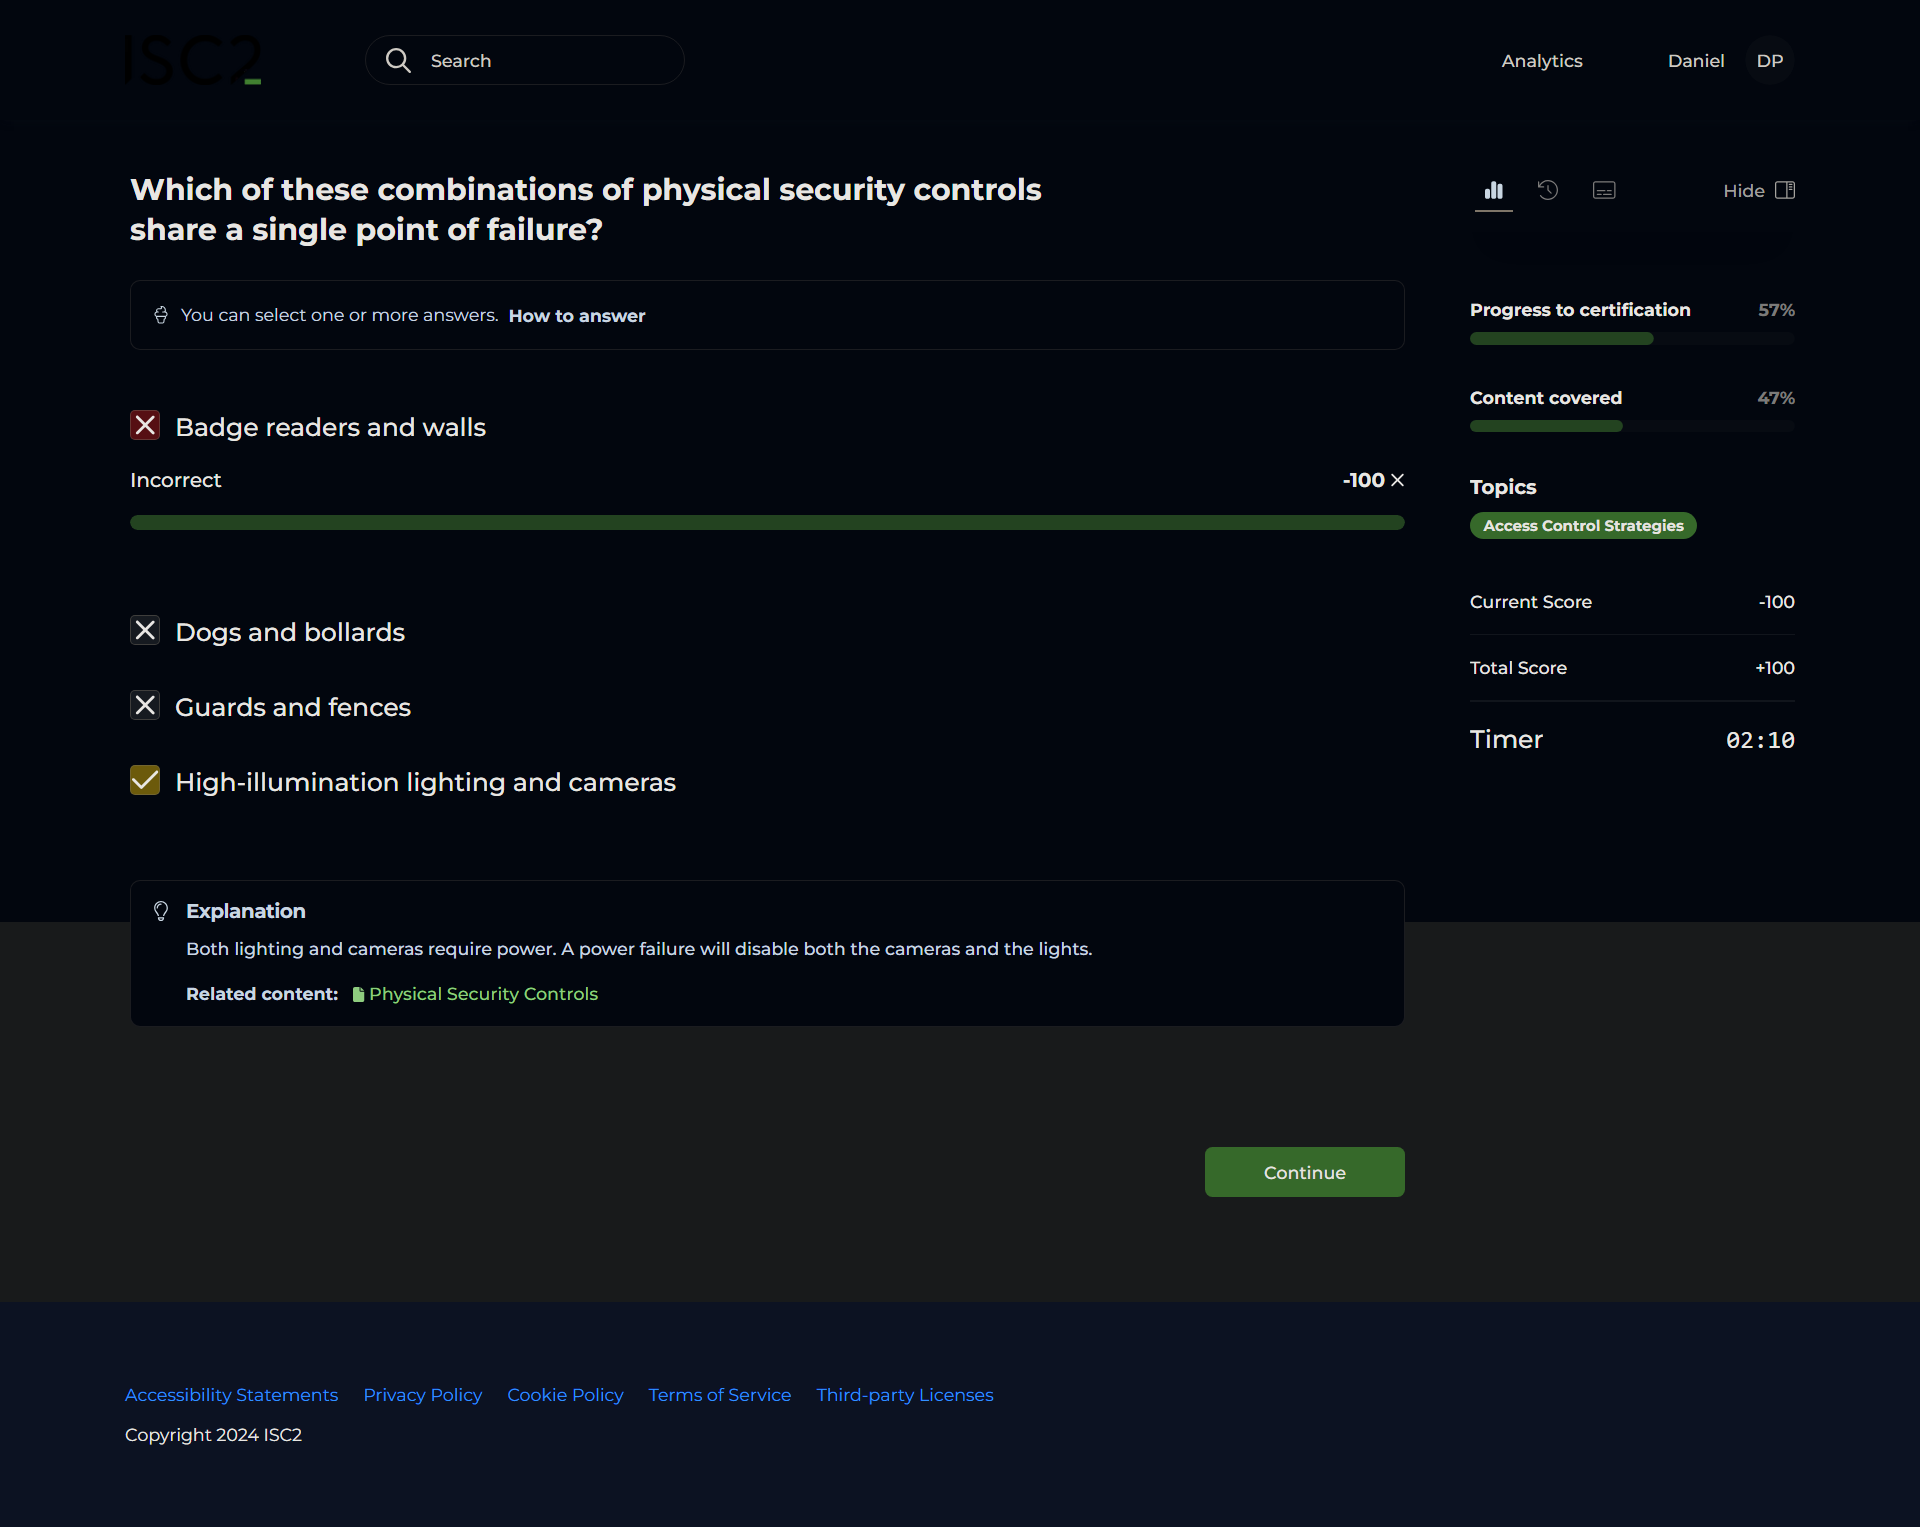 ISC2
Search
Analytics
Daniel
DP
Which of these combinations of physical security controls
share a single point of failure?
Hide
You can select one or more answers. How to answer
Progress to certification 57%
Content covered 47%
Badge readers and walls
Incorrect -100
Topics
Access Control Strategies
Current Score -100
Total Score +100
Timer 02:10
Dogs and bollards
Guards and fences
High-illumination lighting and cameras
Explanation
Both lighting and cameras require power. A power failure will disable both the cameras and the lights.
Related content: Physical Security Controls
Continue
Accessibility Statements Privacy Policy Cookie Policy Terms of Service Third-party Licenses
Copyright 2024 ISC2